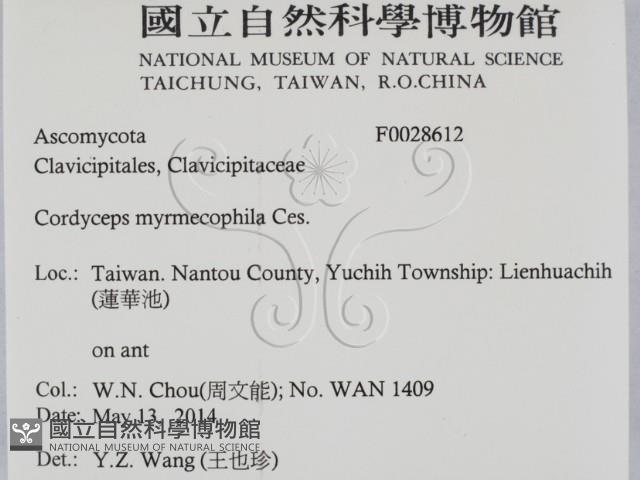 國立自然科學博物館
NATIONAL MUSEUM OF NATURAL SCIENCE
TAICHUNG, TAIWAN, R.O.CHINA
Ascomycota F0028612
Clavicipitales, Clavicipitaceae
Cordyceps myrmecophila Ces.
Loc.: Taiwan. Nantou County, Yuchih Township: Lienhuachih
(蓮華池)
on ant
Col.: W.N. Chou(周文能); No. WAN 1409
Date: May 13, 2014
國立自然科學博物館
NATIONAL MUSEUM OF NATURAL SCIENCE
Det.: Y.Z. Wang (王也珍)